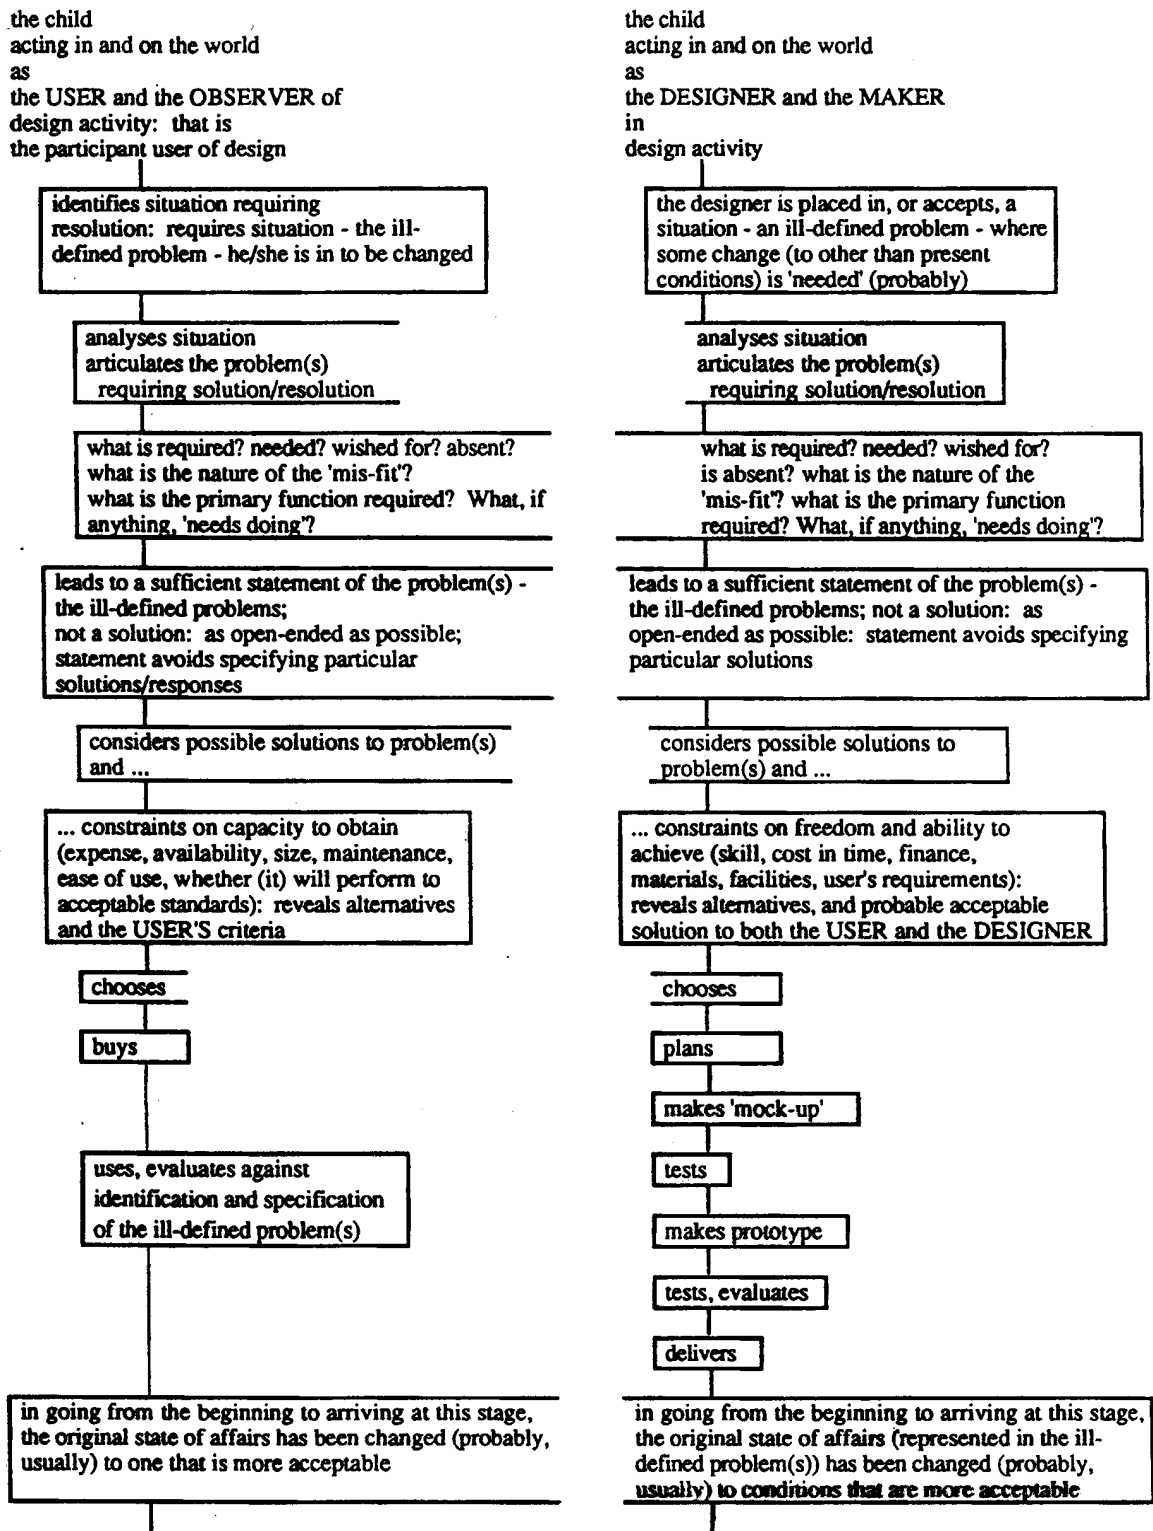 the child
acting in and on the world
as
the USER and the OBSERVER of
design activity: that is
the participant user of design
identifies situation requiring
resolution: requires situation - the ill-
defined problem - he/she is in to be changed
analyses situation
articulates the problem(s)
requiring solution/resolution
what is required? needed? wished for? absent?
what is the nature of the 'mis-fit'?
what is the primary function required? What, if
anything, 'needs doing'?
leads to a sufficient statement of the problem(s) -
the ill-defined problems;
not a solution: as open-ended as possible;
statement avoids specifying particular
solutions/responses
considers possible solutions to problem(s)
and ...
... constraints on capacity to obtain
(expense, availability, size, maintenance,
ease of use, whether (it) will perform to
acceptable standards): reveals alternatives
and the USER'S criteria
chooses
buys
uses, evaluates against
identification and specification
of the ill-defined problem(s)
in going from the beginning to arriving at this stage,
the original state of affairs has been changed (probably,
usually) to one that is more acceptable
the child
acting in and on the world
as
the DESIGNER and the MAKER
in
design activity
the designer is placed in, or accepts, a
situation - an ill-defined problem - where
some change (to other than present
conditions) is 'needed' (probably)
analyses situation
articulates the problem(s)
requiring solution/resolution
what is required? needed? wished for?
is absent? what is the nature of the
'mis-fit'? what is the primary function
required? What, if anything, 'needs doing'?
leads to a sufficient statement of the problem(s) -
the ill-defined problems; not a solution: as
open-ended as possible: statement avoids specifying
particular solutions
considers possible solutions to
problem(s) and ...
... constraints on freedom and ability to
achieve (skill, cost in time, finance,
materials, facilities, user's requirements):
reveals alternatives, and probable acceptable
solution to both the USER and the DESIGNER
chooses
plans
makes 'mock-up'
tests
makes prototype
tests, evaluates
delivers
in going from the beginning to arriving at this stage,
the original state of affairs (represented in the ill-
defined problem(s)) has been changed (probably,
usually) to conditions that are more acceptable